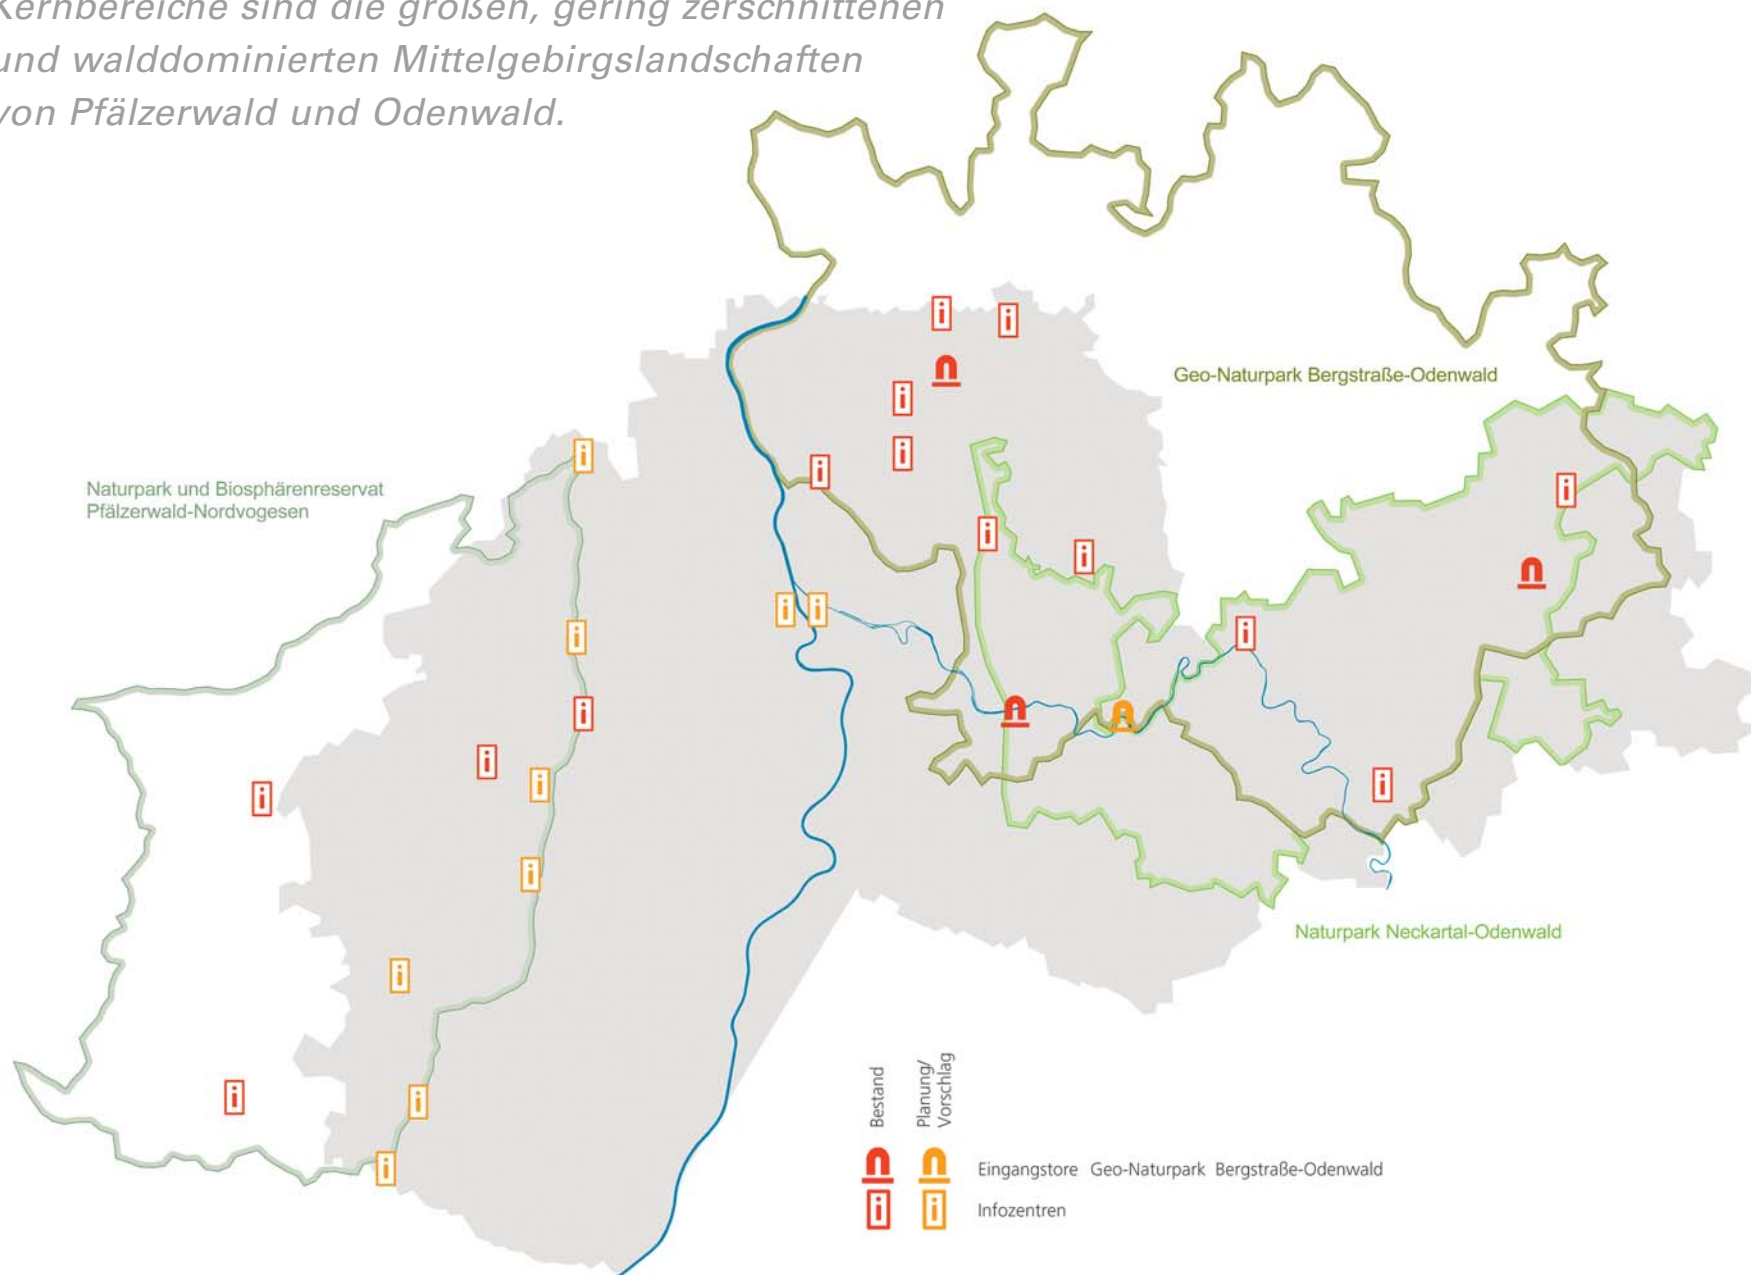 Kernbereiche sind die großen, gering zerschnittenen
und walddominierten Mittelgebirgslandschaften
von Pfälzerwald und Odenwald.
Geo-Naturpark Bergstraße-Odenwald
Naturpark und Biosphärenreservat
Pfälzerwald-Nordvogesen
Naturpark Neckartal-Odenwald
Bestand
Planung/
Vorschlag
Eingangstore Geo-Naturpark Bergstraße-Odenwald
Infozentren